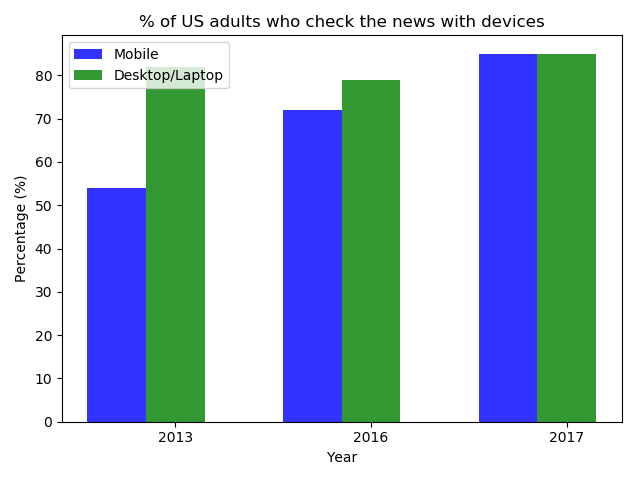 % of US adults who check the news with devices
Mobile
Desktop/Laptop
80
70
60
50
40
30
20
10
0
Percentage (%)
2013 2016 2017
Year